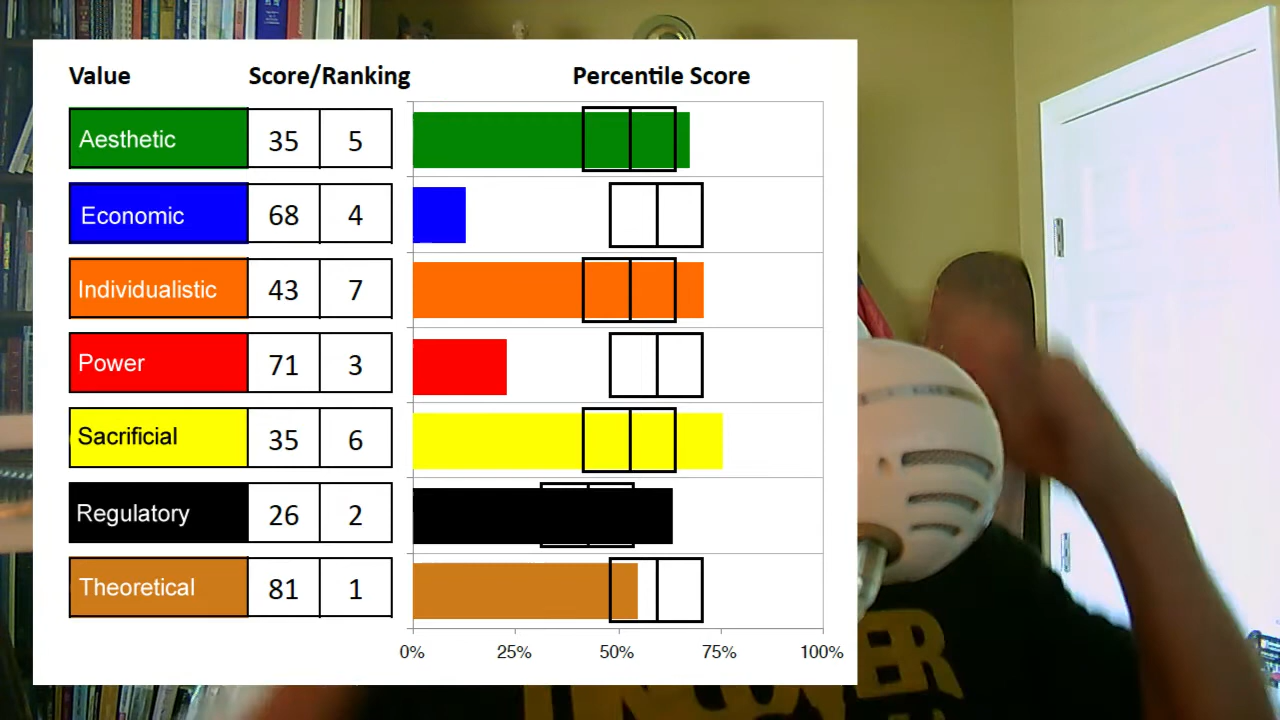 Value Score/Ranking Percentile Score
Aesthetic 35 5
Economic 68 4
Individualistic 43 7
Power 71 3
Sacrificial 35 6
Regulatory 26 2
Theoretical 81 1
0% 25% 50% 75% 100%